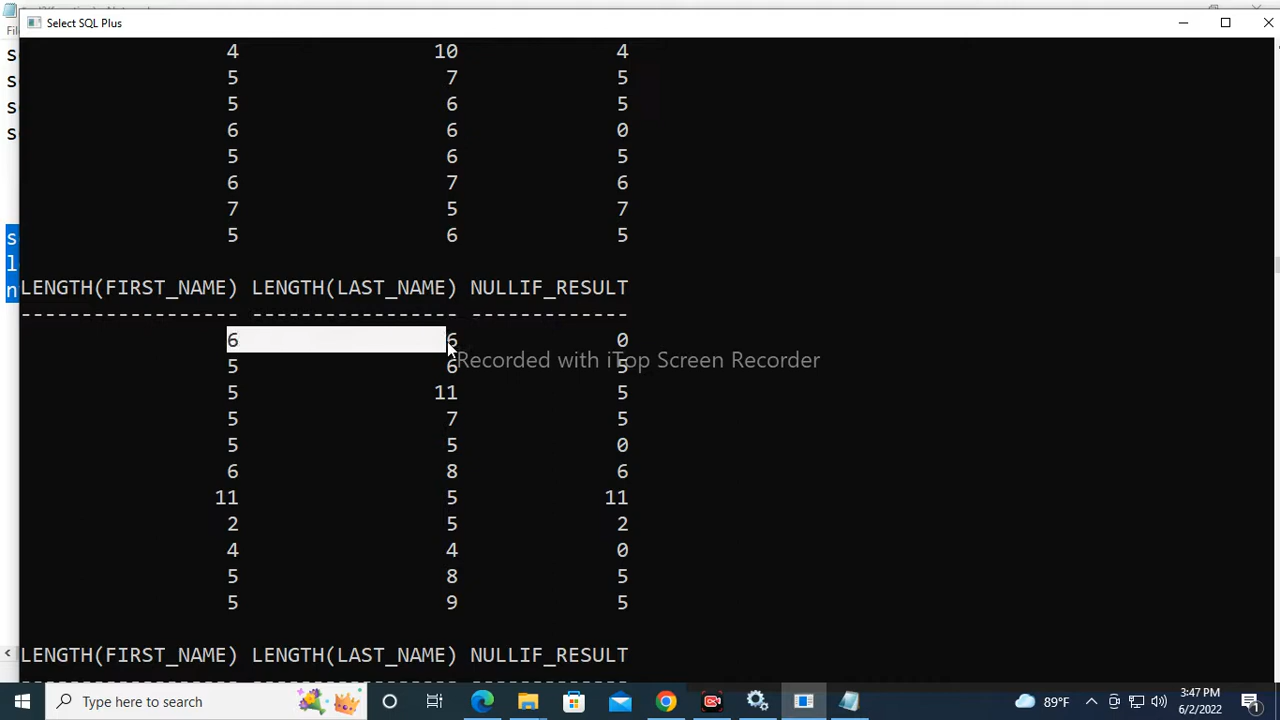 Select SQL Plus
4 10 4
5 7 5
5 6 5
6 6 0
5 6 5
6 7 6
7 5 7
5 6 5
LENGTH(FIRST_NAME) LENGTH(LAST_NAME) NULLIF_RESULT
------------------ ----------------- -------------
6 6 0
Recorded with iTop Screen Recorder
5 6 5
5 11 5
5 7 5
5 5 0
6 8 6
11 5 11
2 5 2
4 4 0
5 8 5
5 9 5
LENGTH(FIRST_NAME) LENGTH(LAST_NAME) NULLIF_RESULT
------------------ ----------------- -------------
Type here to search
89°F
3:47 PM
6/2/2022